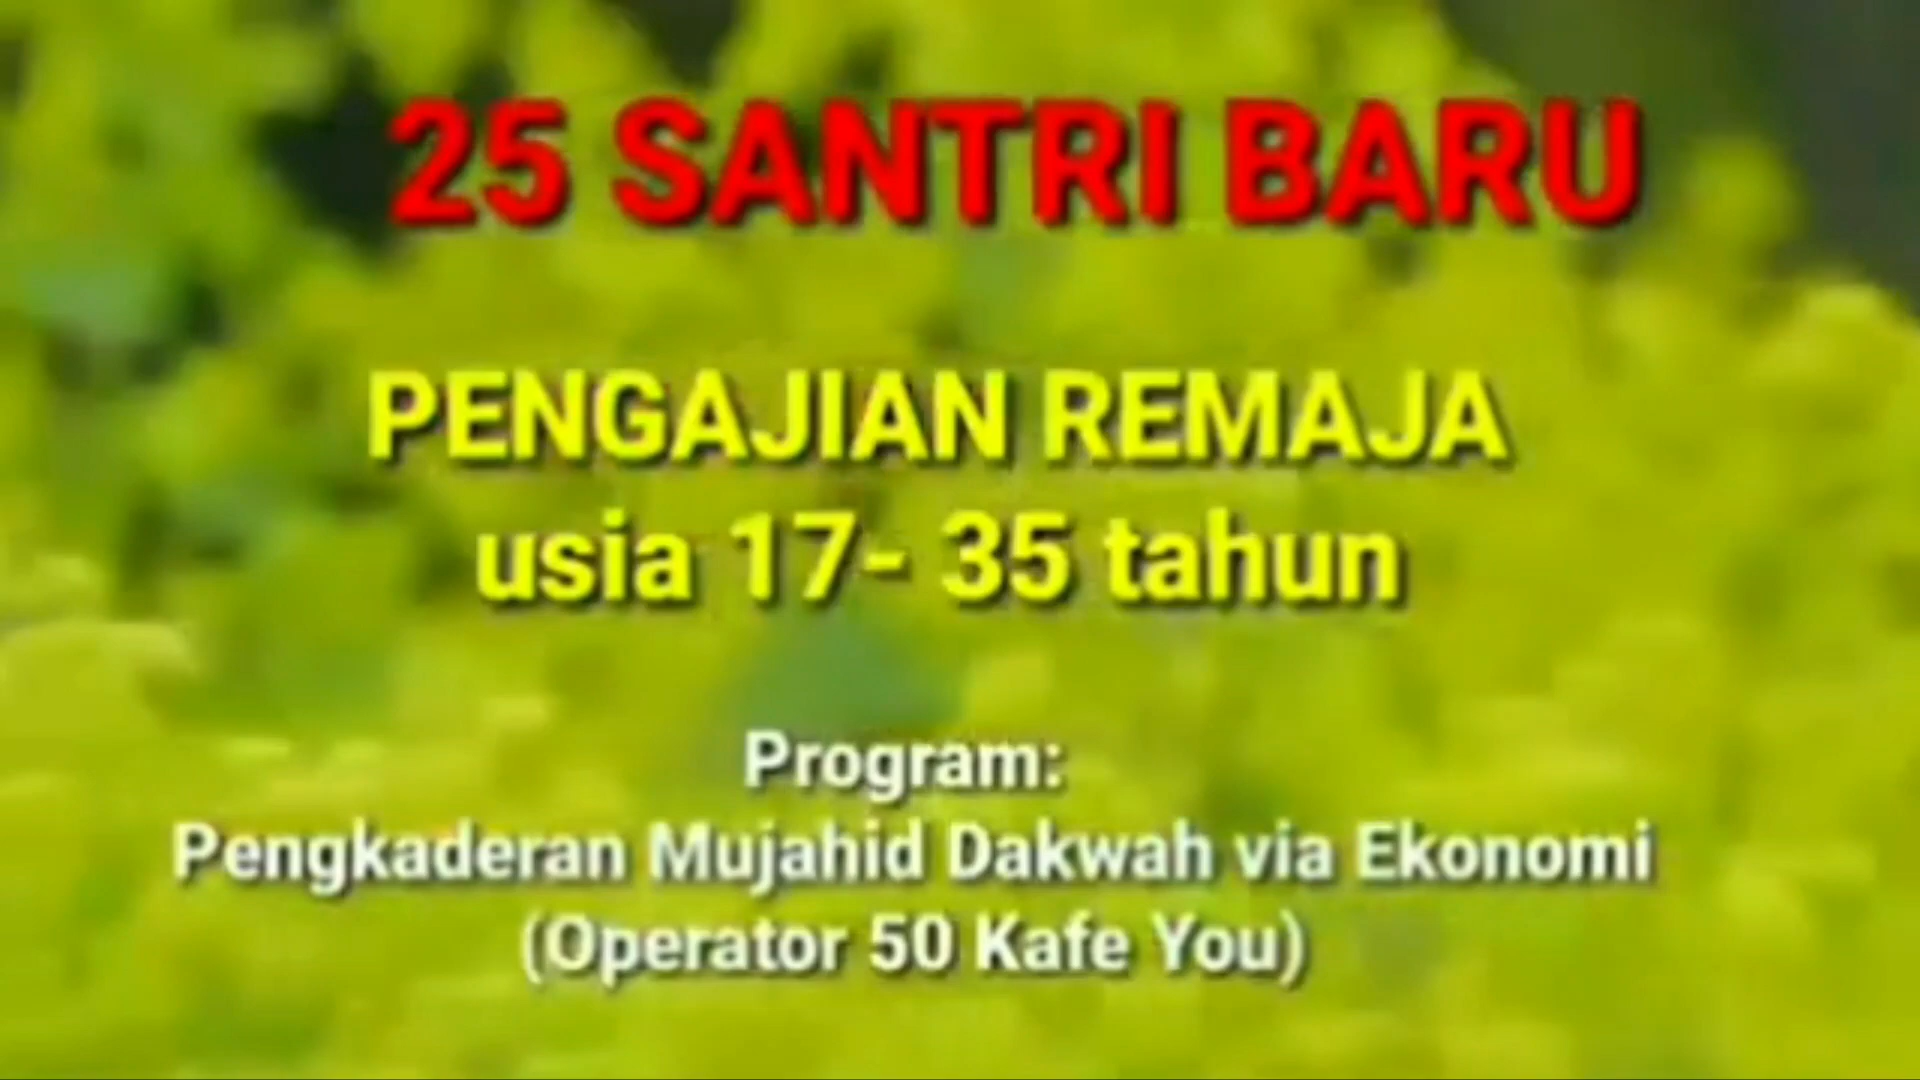 25 SANTRI BARU
PENGAJIAN REMAJA
usia 17- 35 tahun
Program:
Pengkaderan Mujahid Dakwah via Ekonomi
(Operator 50 Kafe You)